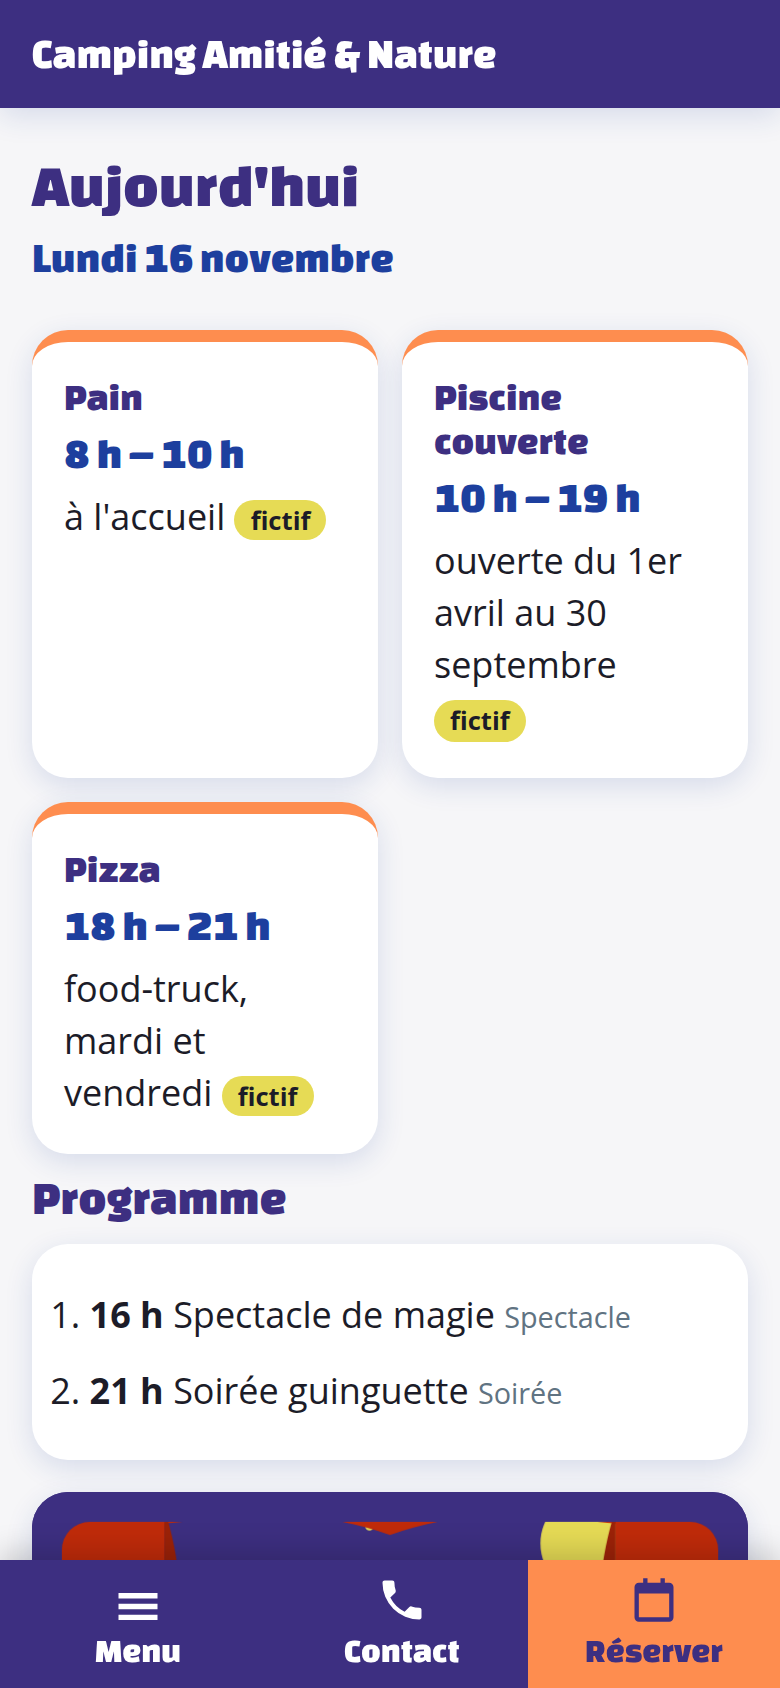 Camping Amitié & Nature
Aujourd'hui
Lundi 16 novembre
Pain
8 h – 10 h
à l'accueil fictif
Piscine
couverte
10 h – 19 h
ouverte du 1er
avril au 30
septembre
fictif
Pizza
18 h – 21 h
food-truck,
mardi et
vendredi fictif
Programme
1. 16 h Spectacle de magie Spectacle
2. 21 h Soirée guinguette Soirée
Menu
Contact
Réserver